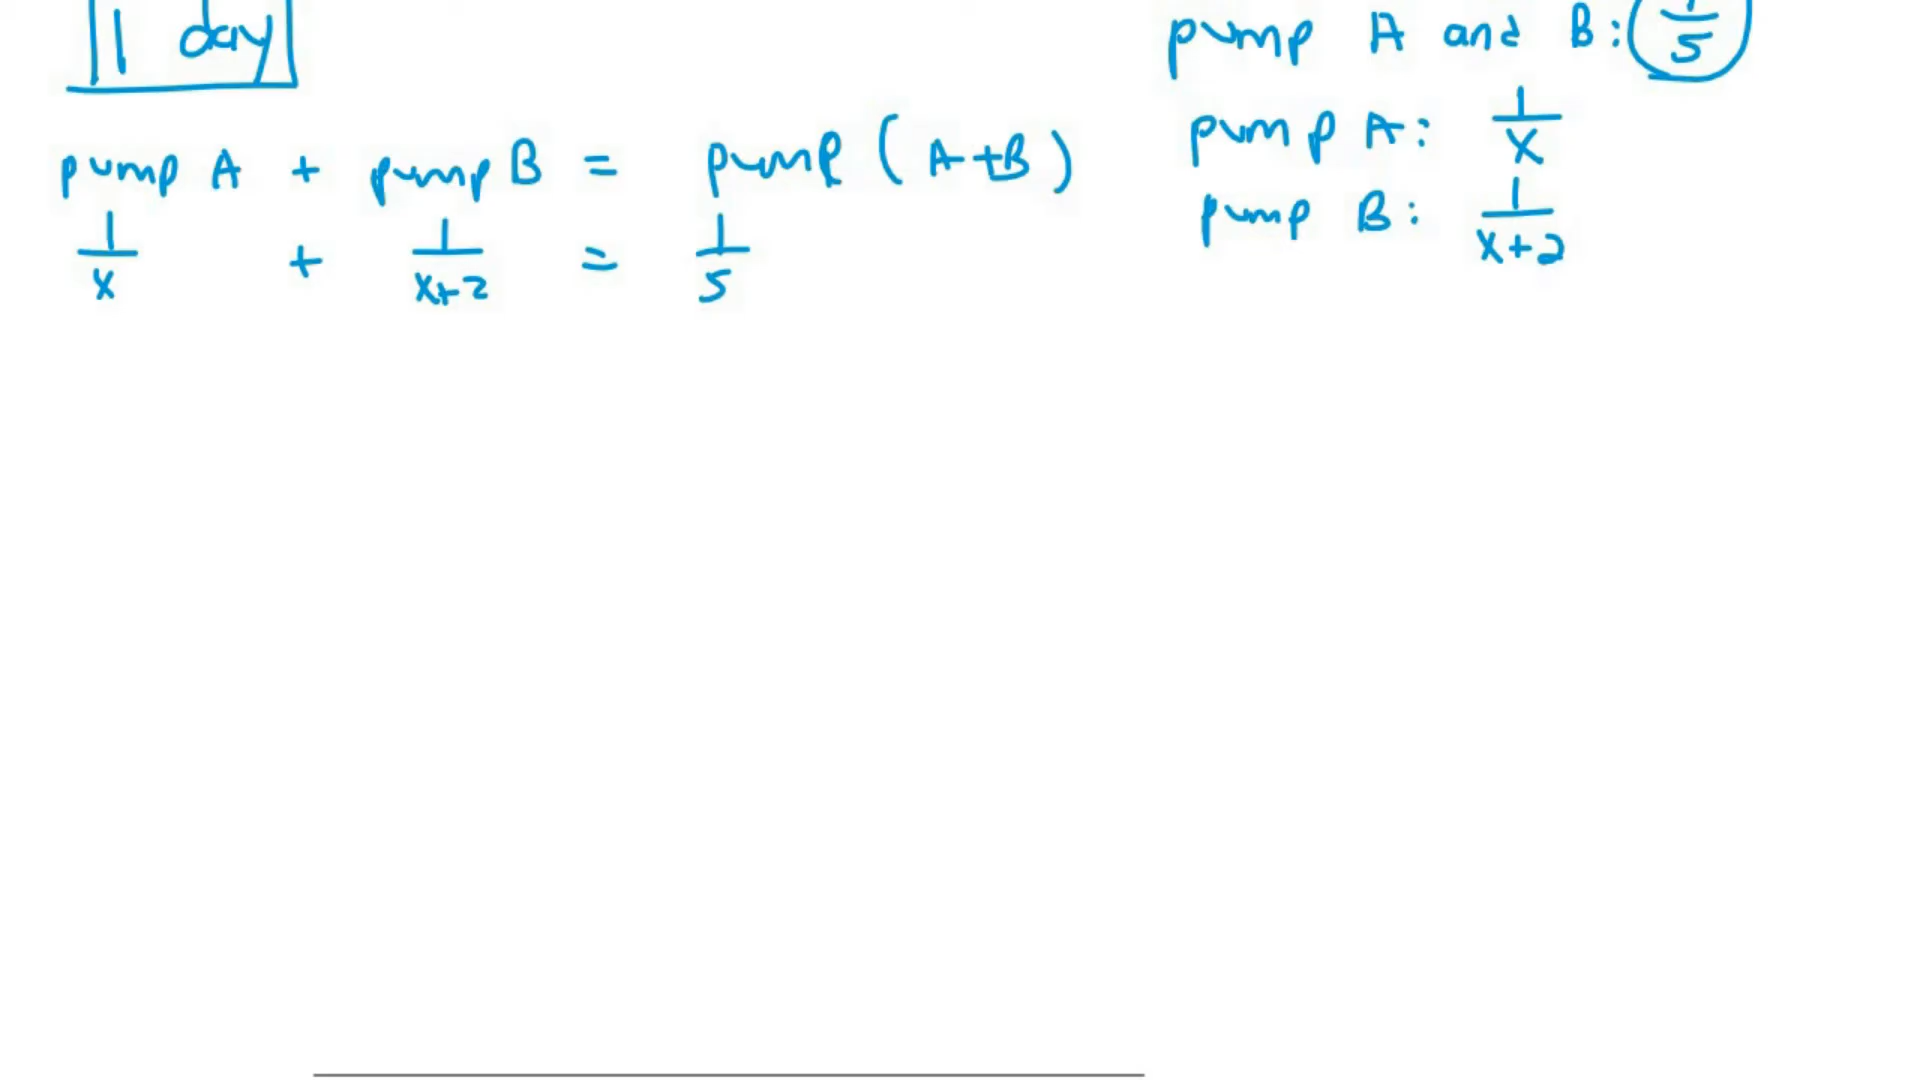 1 day
pump A + pump B = pump (A+B)
1/x + 1/x+2 = 1/5
pump A and B: 1/5
pump A: 1/x
pump B: 1/x+2